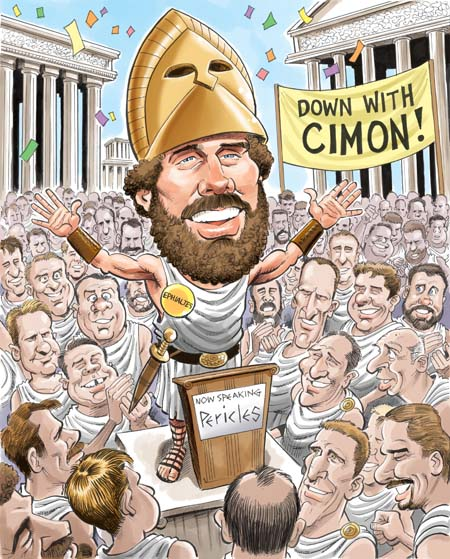 DOWN WITH
CIMON!
EPHIALTES
NOW SPEAKING
Pericles